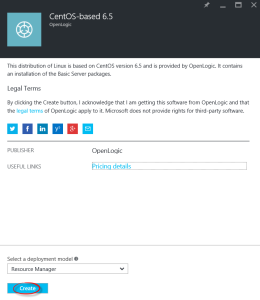 CentOS-based 6.5
OpenLogic
This distribution of Linux is based on CentOS version 6.5 and is provided by OpenLogic. It contains
an installation of the Basic Server packages.
Legal Terms
By clicking the Create button, I acknowledge that I am getting this software from OpenLogic and that
the legal terms of OpenLogic apply to it. Microsoft does not provide rights for third-party software.
PUBLISHER
OpenLogic
USEFUL LINKS
Pricing details
Select a deployment model
Resource Manager
Create